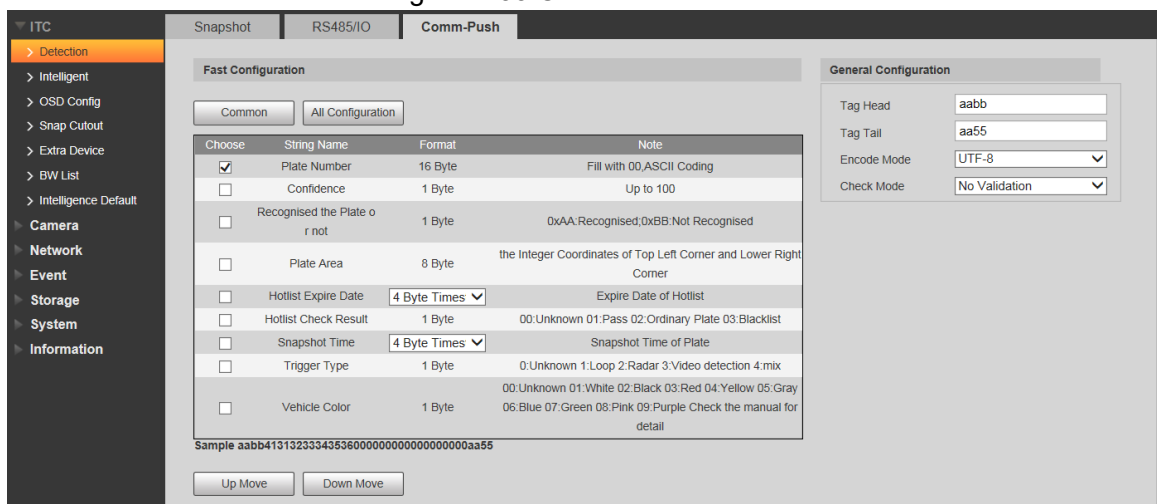 ITC
Snapshot
RS485/IO
Comm-Push
Detection
Intelligent
OSD Config
Snap Cutout
Extra Device
BW List
Intelligence Default
Camera
Network
Event
Storage
System
Information
Fast Configuration
Common
All Configuration
Choose String Name Format Note
Plate Number 16 Byte Fill with 00,ASCII Coding
Confidence 1 Byte Up to 100
Recognised the Plate o
r not
1 Byte 0xAA:Recognised;0xBB:Not Recognised
Plate Area 8 Byte
the Integer Coordinates of Top Left Corner and Lower Right
Corner
Hotlist Expire Date 4 Byte Times Expire Date of Hotlist
Hotlist Check Result 1 Byte 00:Unknown 01:Pass 02:Ordinary Plate 03:Blacklist
Snapshot Time 4 Byte Times Snapshot Time of Plate
Trigger Type 1 Byte 0:Unknown 1:Loop 2:Radar 3:Video detection 4:mix
Vehicle Color 1 Byte
00:Unknown 01:White 02:Black 03:Red 04:Yellow 05:Gray
06:Blue 07:Green 08:Pink 09:Purple Check the manual for
detail
Sample aabb41313233343536000000000000000000aa55
Up Move
Down Move
General Configuration
Tag Head aabb
Tag Tail aa55
Encode Mode UTF-8
Check Mode No Validation